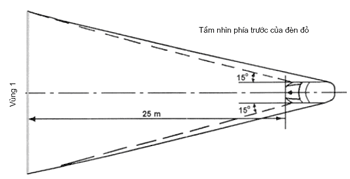 Tầm nhìn phía trước của đèn đỏ
15°
Vùng 1
15°
25 m